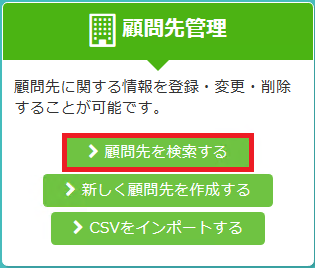 顧問先管理
顧問先に関する情報を登録・変更・削除
することが可能です。
顧問先を検索する
新しく顧問先を作成する
CSVをインポートする